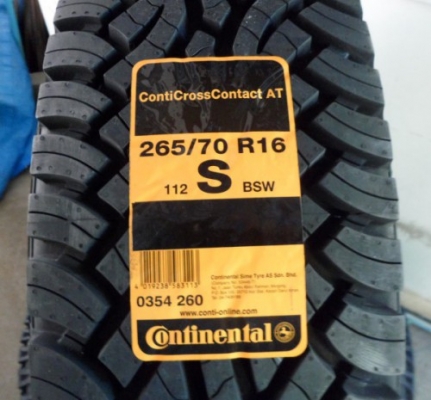 ContiCrossContact AT
265/70 R16
112 S BSW
0354 260
www.conti-online.com
Continental